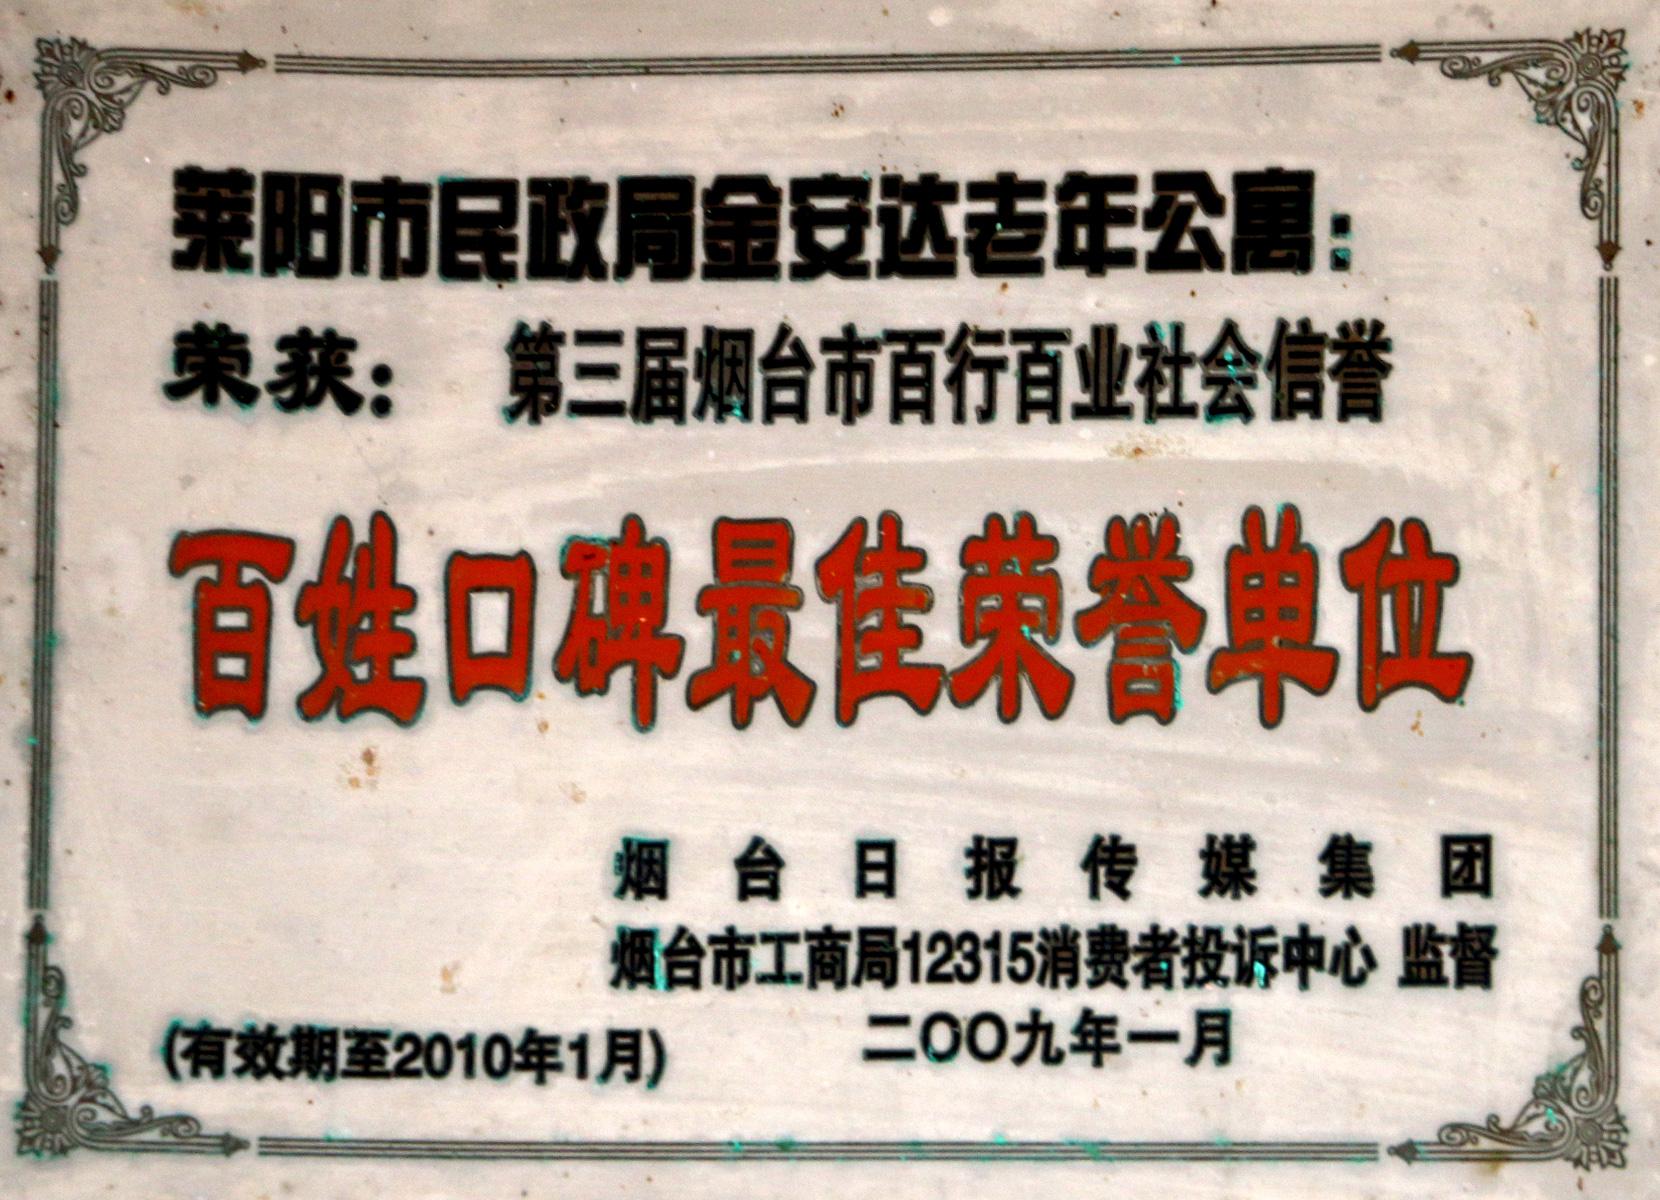 莱阳市民政局金安达老年公寓：
荣获： 第三届烟台市百行百业社会信誉
百姓口碑最佳荣誉单位
烟台日报传媒集团
烟台市工商局12315消费者投诉中心 监督
二〇〇九年一月
(有效期至2010年1月)